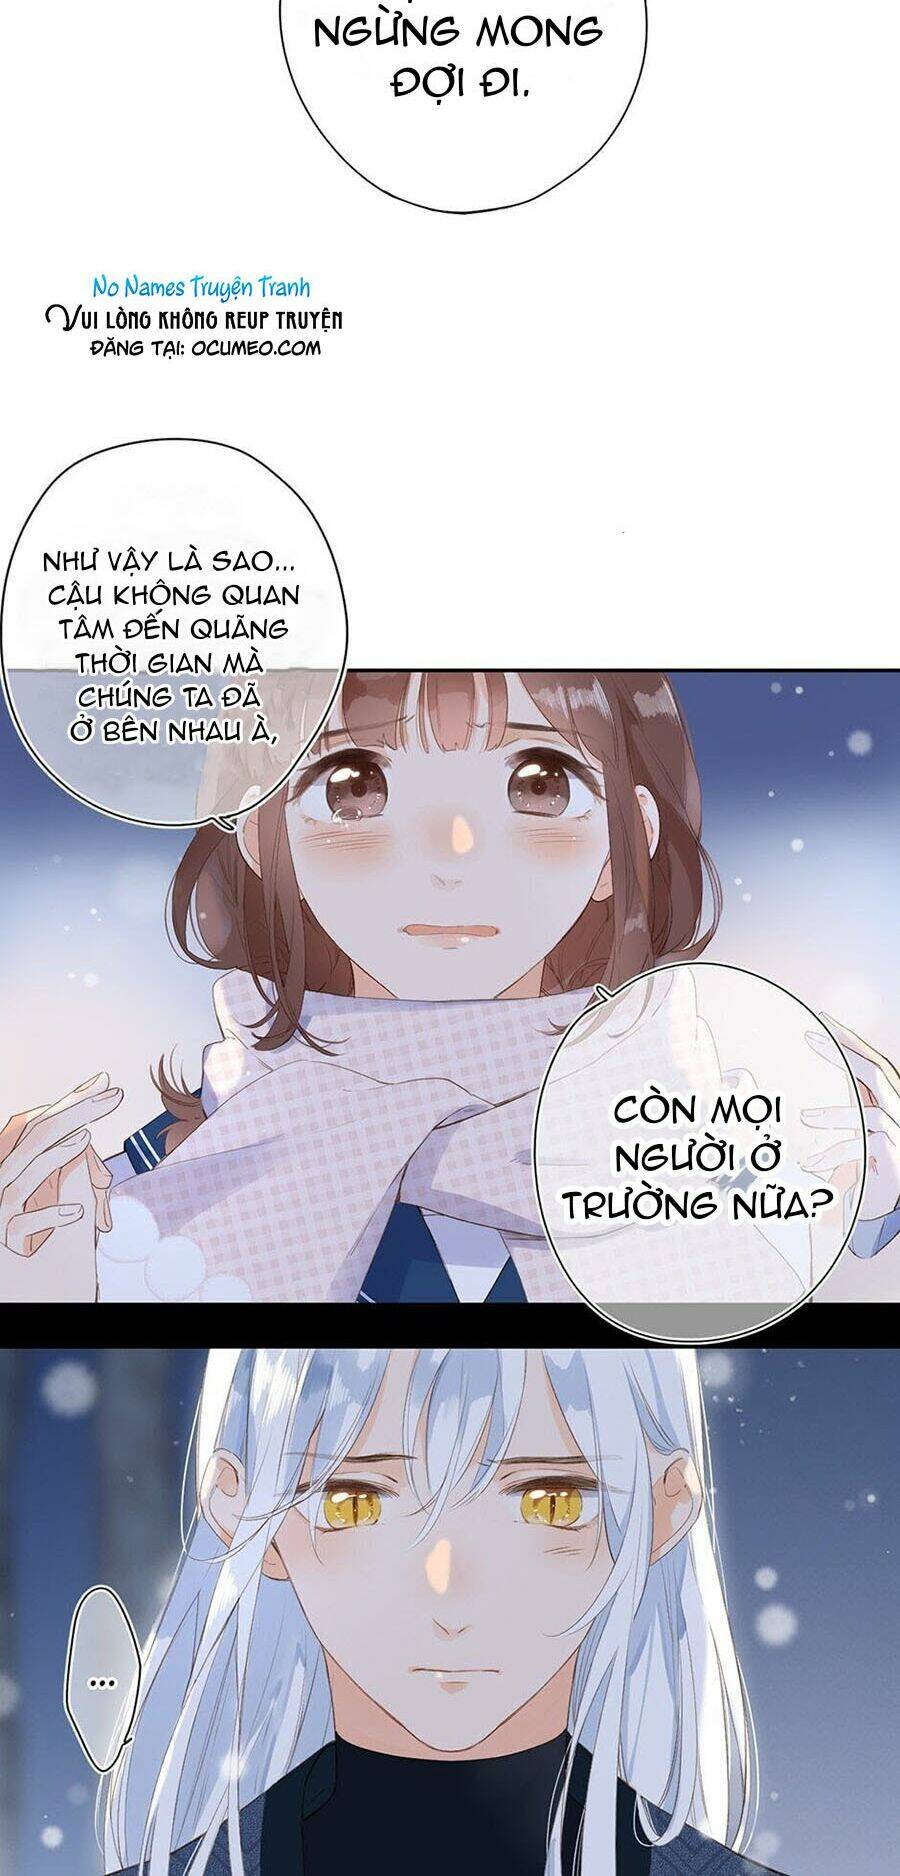 NGỪNG MONG
ĐỢI ĐI.
No Names Truyện Tranh
VUI LÒNG KHÔNG REUP TRUYỆN
ĐĂNG TẠI: OCUMEO.COM
NHƯ VẬY LÀ SAO...
CẬU KHÔNG QUAN
TÂM ĐẾN QUÃNG
THỜI GIAN MÀ
CHÚNG TA ĐÃ
Ở BÊN NHAU À,
CÒN MỌI
NGƯỜI Ở
TRƯỜNG NỮA?
...